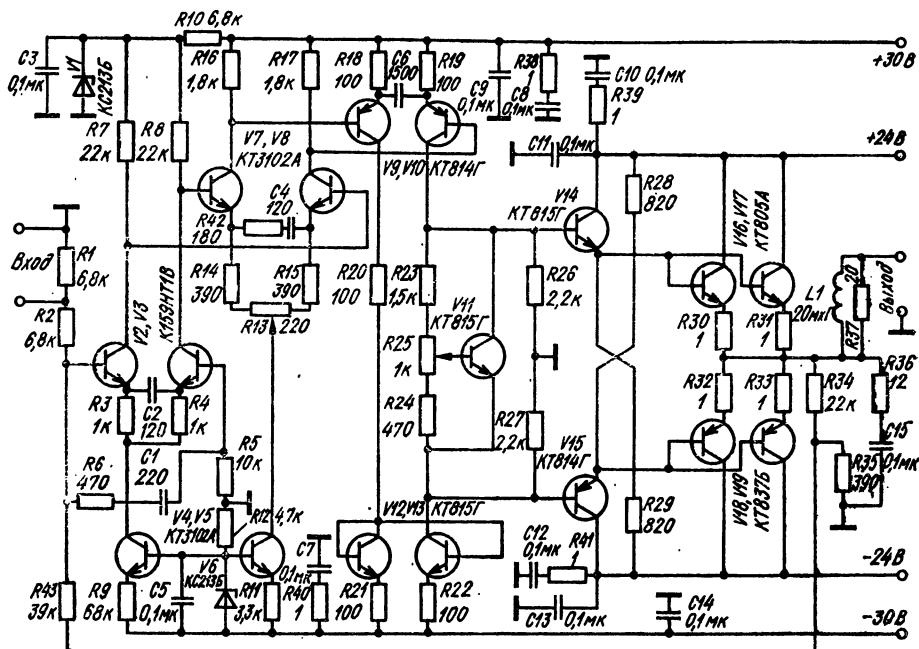 R10 6,8к
C3
0,1мк
V1
КС213Б
R16
1,8к
R17
1,8к
R18
100
C6
1500
R19
100
C9
0,1мк
R38
1
C8
0,1мк
C10 0,1мк
R39
1
+30В
R7
22к
R8
22к
V7, V8
КТ3102А
V9, V10 КТ814Г
C11
0,1мк
+24В
R28
820
V16, V17
КТ805А
V14
КТ815Г
C4
120
R42
180
Вход
R1
6,8к
R2
6,8к
V2, V3
К159НТ1В
R14
390
R15
390
R13 220
R20
100
R23
1,5к
V11
КТ815Г
R26
2,2к
R25
1к
R24
470
R27
2,2к
R30
1
R31
1
L1
20мкГ
20
R37
Выход
R32
1
R33
1
R34
22к
R36
12
C15
0,1мк
R35
390
R3
1к
C2
120
R4
1к
C1
220
R5
10к
R6
470
V4, V5
КТ3102А
R12 4,7к
V6
КС213Б
C7
0,1мк
V12, V13 КТ815Г
V15
КТ814Г
V18, V19
КТ837Б
R29
820
C12
0,1мк
R41
1
-24В
R43
39к
R9
68к
C5
0,1мк
R11
3,3к
R40
1
R21
100
R22
100
C13
0,1мк
C14
0,1мк
-30В